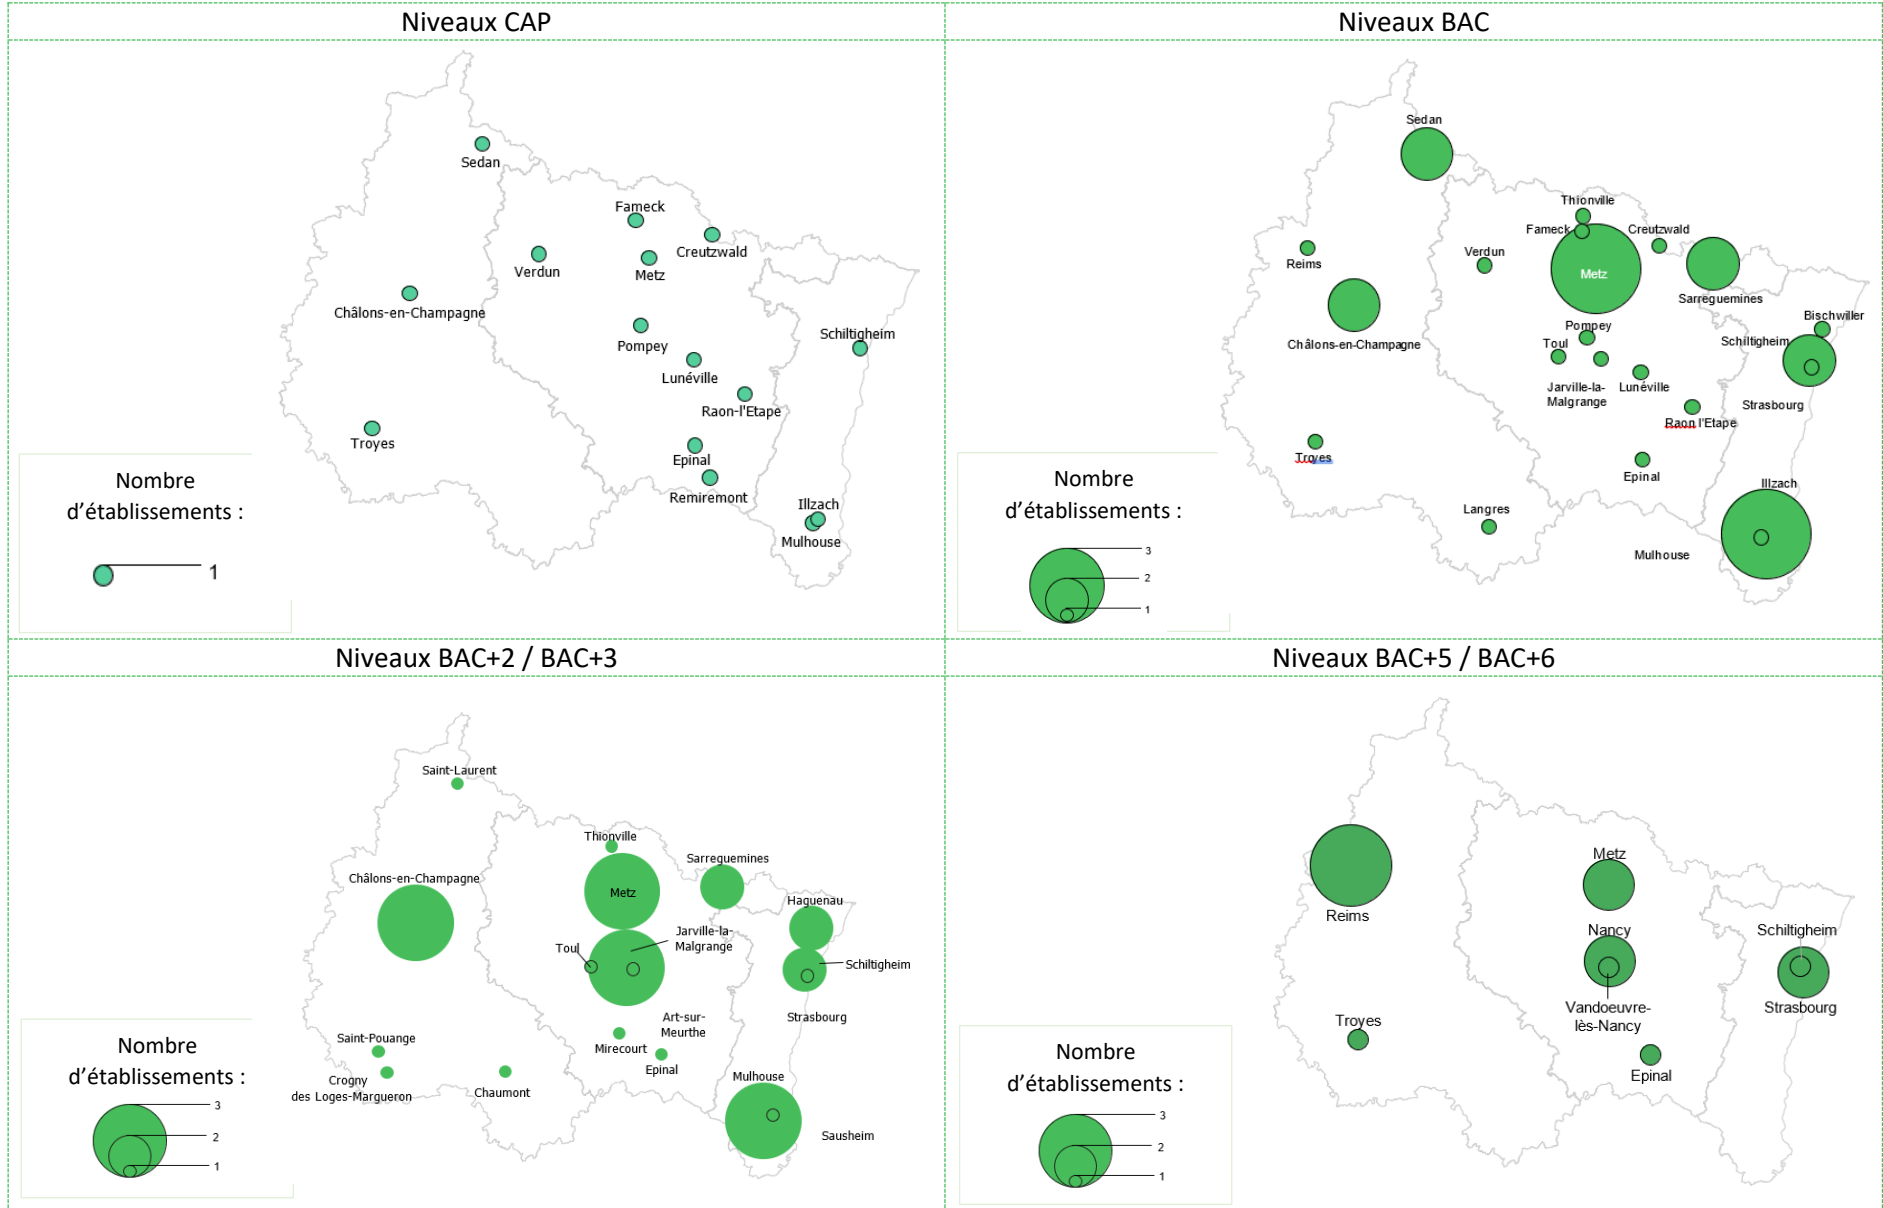 Niveaux CAP
Sedan
Fameck
Creutzwald
Verdun
Metz
Châlons-en-Champagne
Pompey
Schiltigheim
Lunéville
Raon-l'Etape
Troyes
Epinal
Remiremont
Illzach
Mulhouse
Nombre
d'établissements :
1
Niveaux BAC
Sedan
Thionville
Fameck
Creutzwald
Verdun
Reims
Metz
Sarreguemines
Bischwiller
Pompey
Schiltigheim
Châlons-en-Champagne
Toul
Jarville-la-
Malgrange
Lunéville
Strasbourg
Raon l'Etape
Troyes
Epinal
Illzach
Langres
Mulhouse
Nombre
d'établissements :
3
2
1
Niveaux BAC+2 / BAC+3
Saint-Laurent
Thionville
Sarreguemines
Châlons-en-Champagne
Metz
Haguenau
Jarville-la-
Malgrange
Toul
Schiltigheim
Art-sur-
Meurthe
Strasbourg
Saint-Pouange
Mirecourt
Epinal
Crogny
des Loges-Margueron
Chaumont
Mulhouse
Sausheim
Nombre
d'établissements :
3
2
1
Niveaux BAC+5 / BAC+6
Metz
Reims
Nancy
Schiltigheim
Vandoeuvre-
lès-Nancy
Strasbourg
Troyes
Epinal
Nombre
d'établissements :
3
2
1